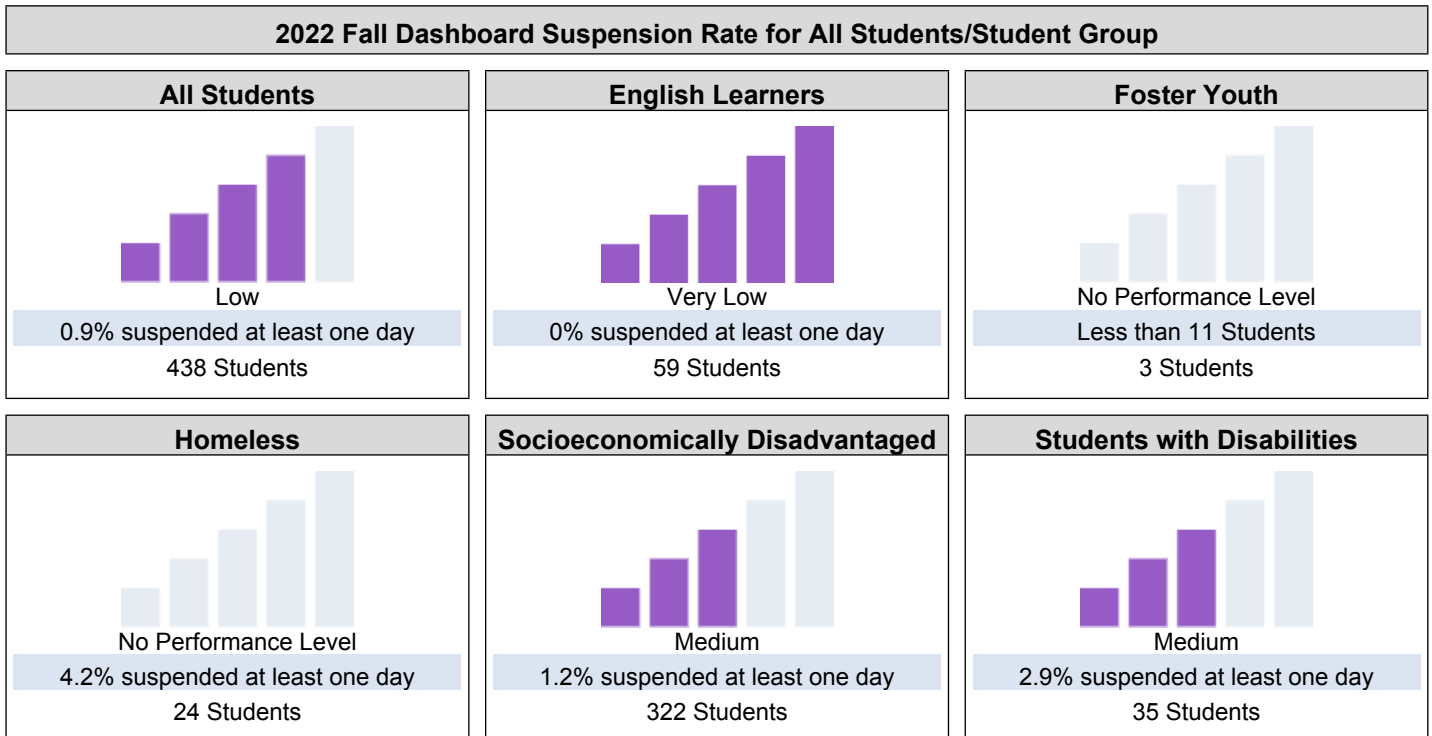 2022 Fall Dashboard Suspension Rate for All Students/Student Group
All Students
Low
0.9% suspended at least one day
438 Students
English Learners
Very Low
0% suspended at least one day
59 Students
Foster Youth
No Performance Level
Less than 11 Students
3 Students
Homeless
No Performance Level
4.2% suspended at least one day
24 Students
Socioeconomically Disadvantaged
Medium
1.2% suspended at least one day
322 Students
Students with Disabilities
Medium
2.9% suspended at least one day
35 Students